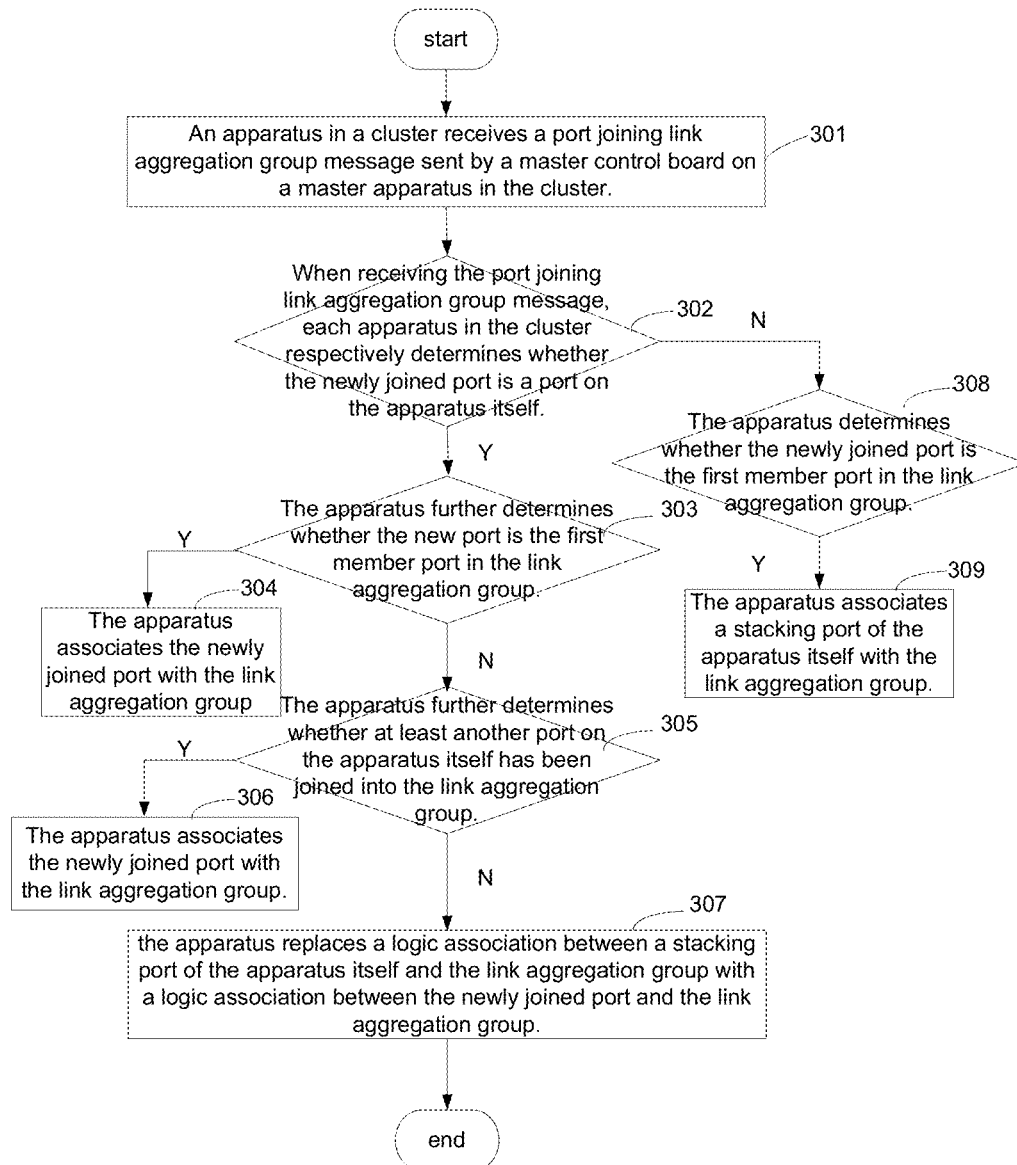 start
An apparatus in a cluster receives a port joining link
aggregation group message sent by a master control board on
a master apparatus in the cluster.
301
When receiving the port joining
link aggregation group message,
each apparatus in the cluster
respectively determines whether
the newly joined port is a port on
the apparatus itself.
302
N
Y
308
The apparatus determines
whether the newly joined port is
the first member port in the link
aggregation group.
Y
309
The apparatus associates
a stacking port of the
apparatus itself with the
link aggregation group.
The apparatus further determines
whether the new port is the first
member port in the link
aggregation group.
303
Y
304
The apparatus
associates the newly
joined port with the link
aggregation group
N
The apparatus further determines
whether at least another port on
the apparatus itself has been
joined into the link aggregation
group.
305
Y
306
The apparatus associates
the newly joined port with
the link aggregation group.
N
307
the apparatus replaces a logic association between a stacking
port of the apparatus itself and the link aggregation group with
a logic association between the newly joined port and the link
aggregation group.
end